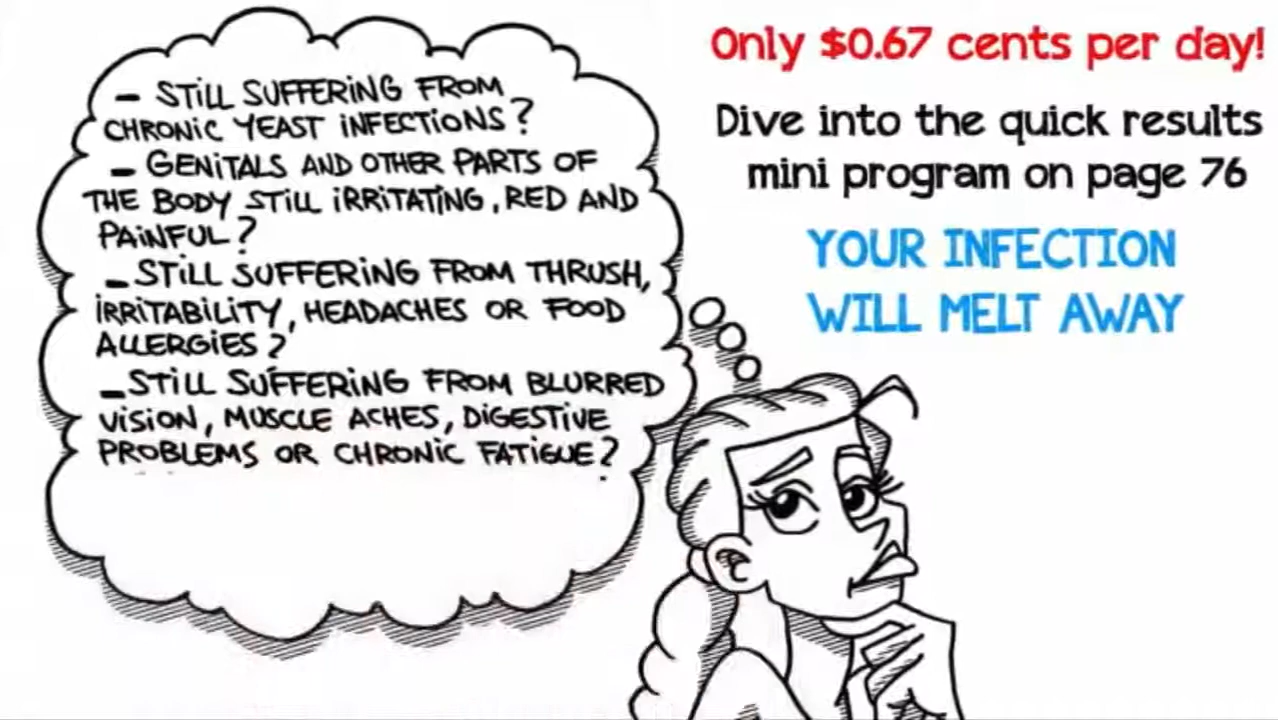 - STILL SUFFERING FROM
CHRONIC YEAST INFECTIONS?
- GENITALS AND OTHER PARTS OF
THE BODY STILL IRRITATING, RED AND
PAINFUL?
- STILL SUFFERING FROM THRUSH,
IRRITABILITY, HEADACHES OR FOOD
ALLERGIES?
- STILL SUFFERING FROM BLURRED
VISION, MUSCLE ACHES, DIGESTIVE
PROBLEMS OR CHRONIC FATIGUE?
Only $0.67 cents per day!
Dive into the quick results
mini program on page 76
YOUR INFECTION
WILL MELT AWAY